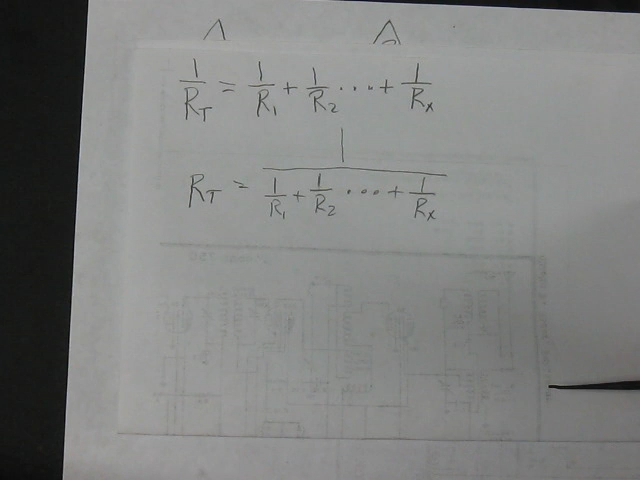 1/R_T = 1/R_1 + 1/R_2 ... + 1/R_x
R_T = 1/(1/R_1 + 1/R_2 ... + 1/R_x)